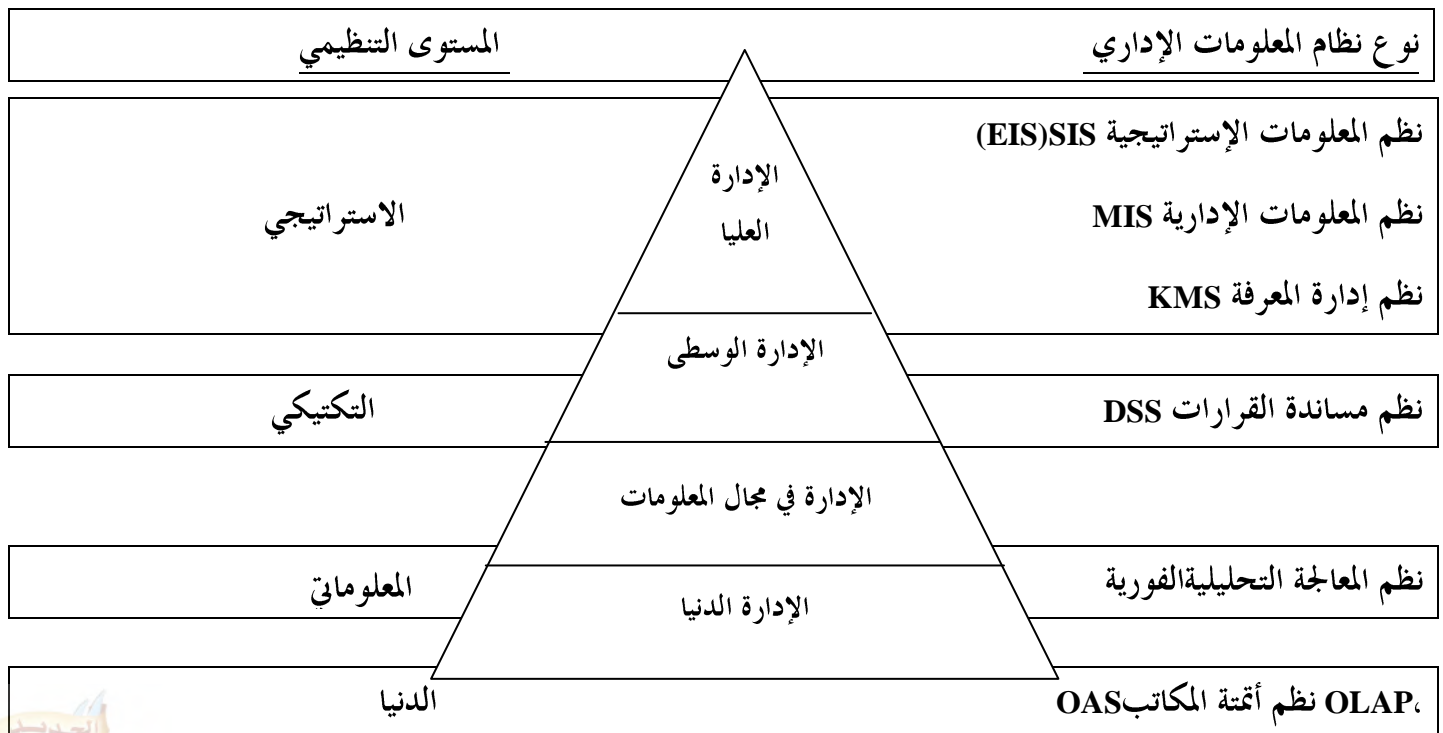 نوع نظام المعلومات الإداري
المستوى التنظيمي
نظم المعلومات الإستراتيجية SIS(EIS)
نظم المعلومات الإدارية MIS
نظم إدارة المعرفة KMS
الإدارة
العليا
الاستراتيجي
الإدارة الوسطى
نظم مساندة القرارات DSS
التكتيكي
الإدارة في مجال المعلومات
نظم المعالجة التحليليةالفورية
المعلوماتي
الإدارة الدنيا
،OLAP نظم أتمتة المكاتبOAS
الدنيا
الجديد